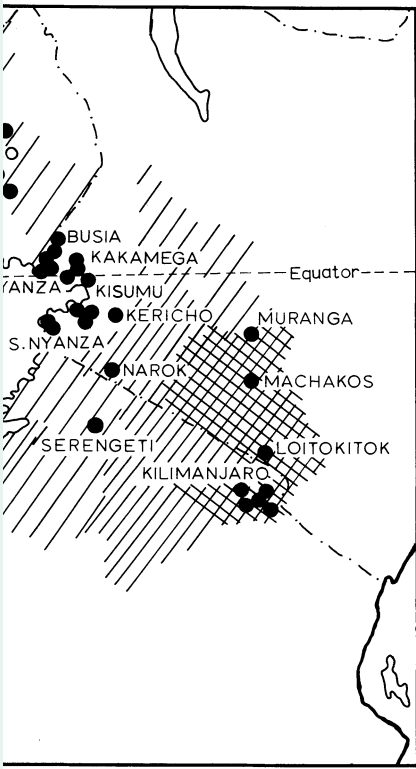 BUSIA
KAKAMEGA
Equator
YANZA
KISUMU
KERICHO
MURANGA
S.NYANZA
NAROK
MACHAKOS
SERENGETI
LOITOKITOK
KILIMANJARO